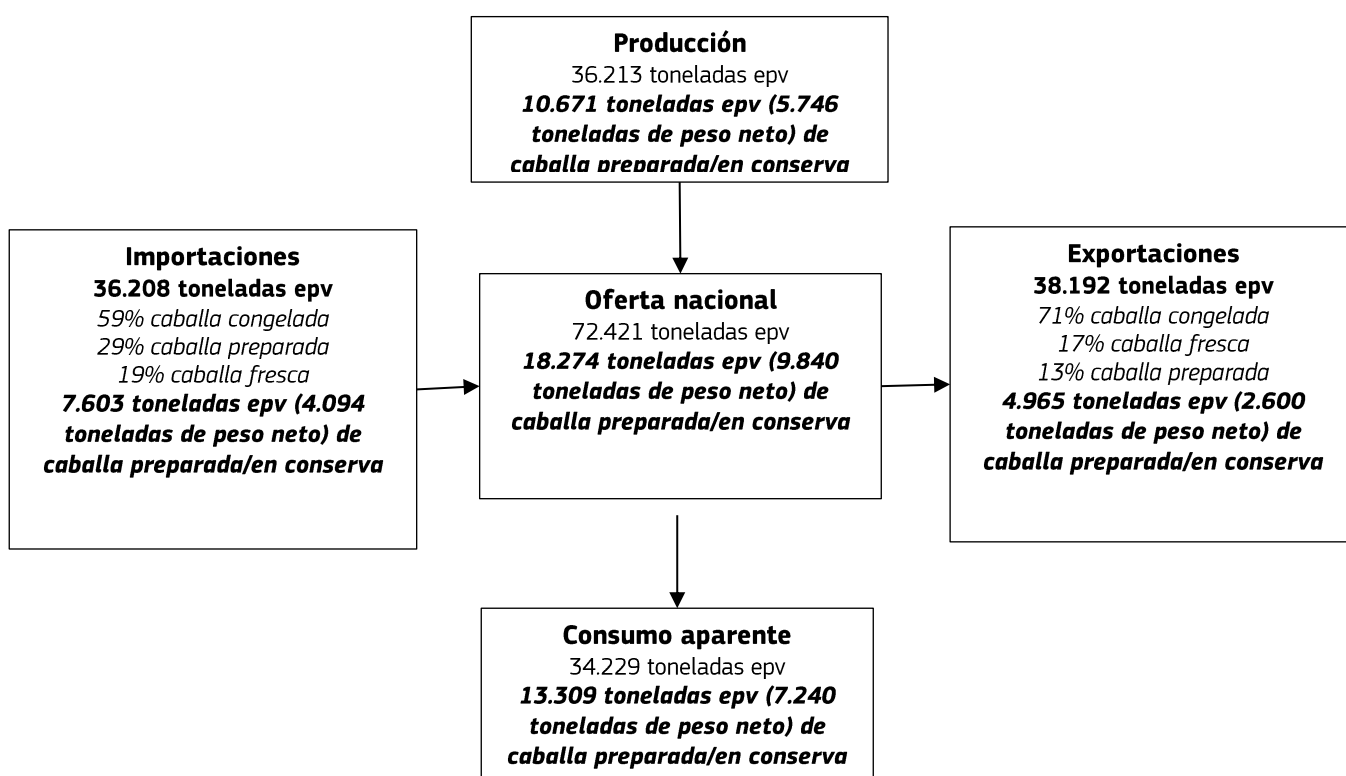 Producción
36.213 toneladas epv
10.671 toneladas epv (5.746
toneladas de peso neto) de
caballa preparada/en conserva
Importaciones
36.208 toneladas epv
59% caballa congelada
29% caballa preparada
19% caballa fresca
7.603 toneladas epv (4.094
toneladas de peso neto) de
caballa preparada/en conserva
Oferta nacional
72.421 toneladas epv
18.274 toneladas epv (9.840
toneladas de peso neto) de
caballa preparada/en conserva
Exportaciones
38.192 toneladas epv
71% caballa congelada
17% caballa fresca
13% caballa preparada
4.965 toneladas epv (2.600
toneladas de peso neto) de
caballa preparada/en conserva
Consumo aparente
34.229 toneladas epv
13.309 toneladas epv (7.240
toneladas de peso neto) de
caballa preparada/en conserva